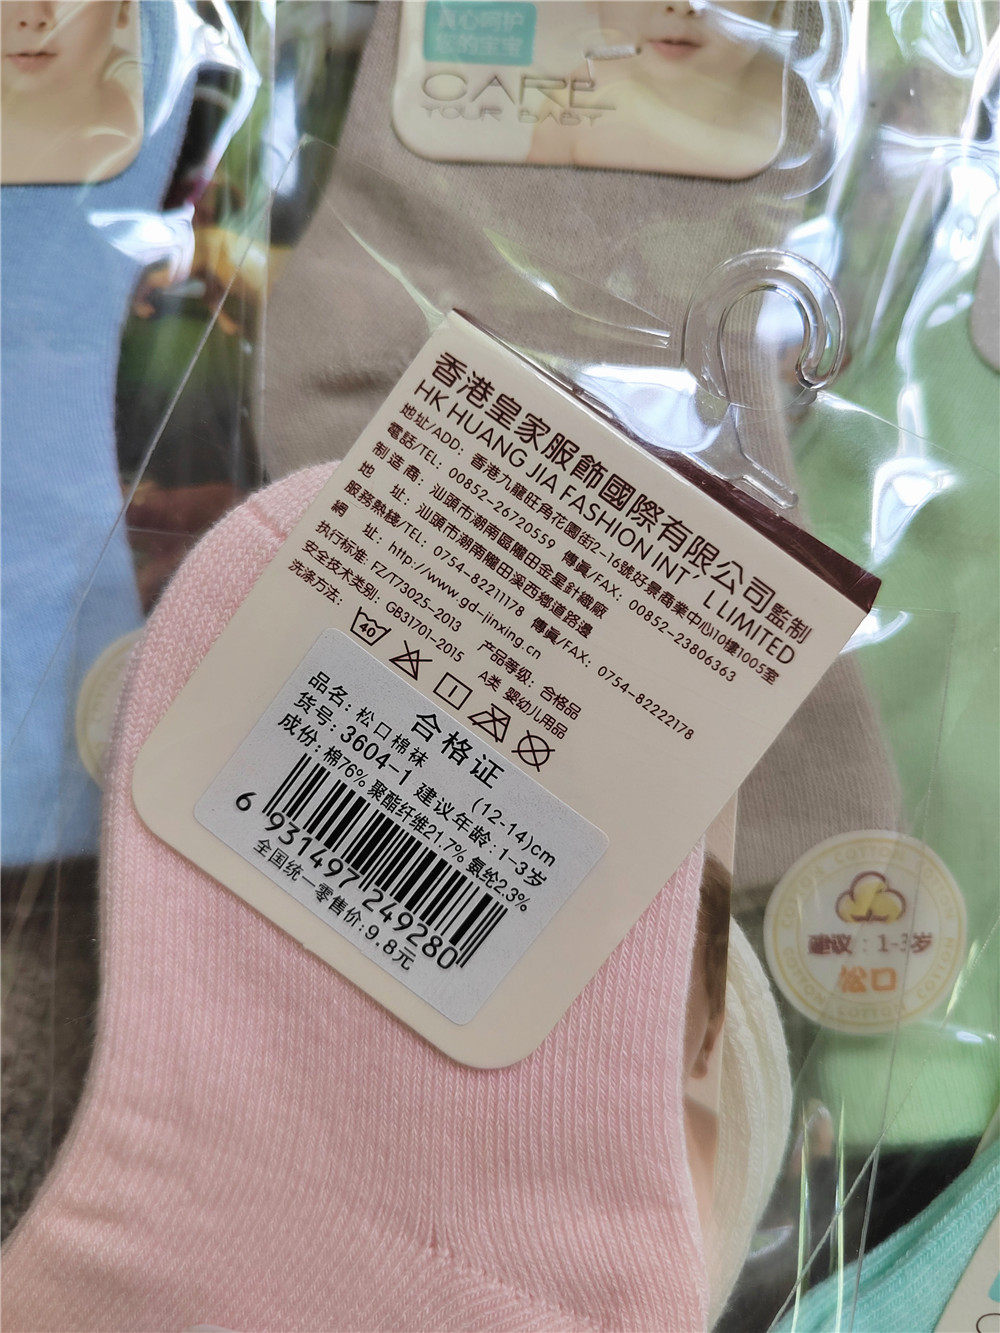 真心呵护
您的宝宝
CARE
YOUR BABY
香港皇家服飾國際有限公司監制
HK HUANG JIA FASHION INT' L LIMITED
地址/ADD: 香港九龍旺角花園街2-16號好景商業中心10樓1005室
電話/TEL: 00852-26720559 傳真/FAX: 00852-23806363
制造商: 汕頭市潮南區隴田金星針織廠
地 址: 汕頭市潮南隴田溪西鄉道路邊
服務熱綫/TEL: 0754-82211178 傳真/FAX: 0754-82222178
網 址: http://www.gd-jinxing.cn
执行标准: FZ/T73025-2013 产品等级: 合格品
安全技术类别: GB31701-2015 A类 婴幼儿用品
洗涤方法:
40
合格证
品名: 松口棉袜 (12-14)cm
货号: 3604-1 建议年龄: 1-3岁
成份: 棉76% 聚酯纤维21.7% 氨纶2.3%
6 931497 249280
全国统一零售价: 9.8元
建议: 1-3岁
松口
COTTON COTTON